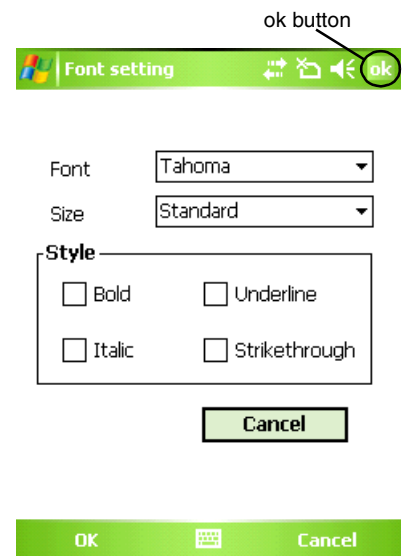 ok button
Font setting ok
Font Tahoma
Size Standard
Style
Bold Underline
Italic Strikethrough
Cancel
OK Cancel